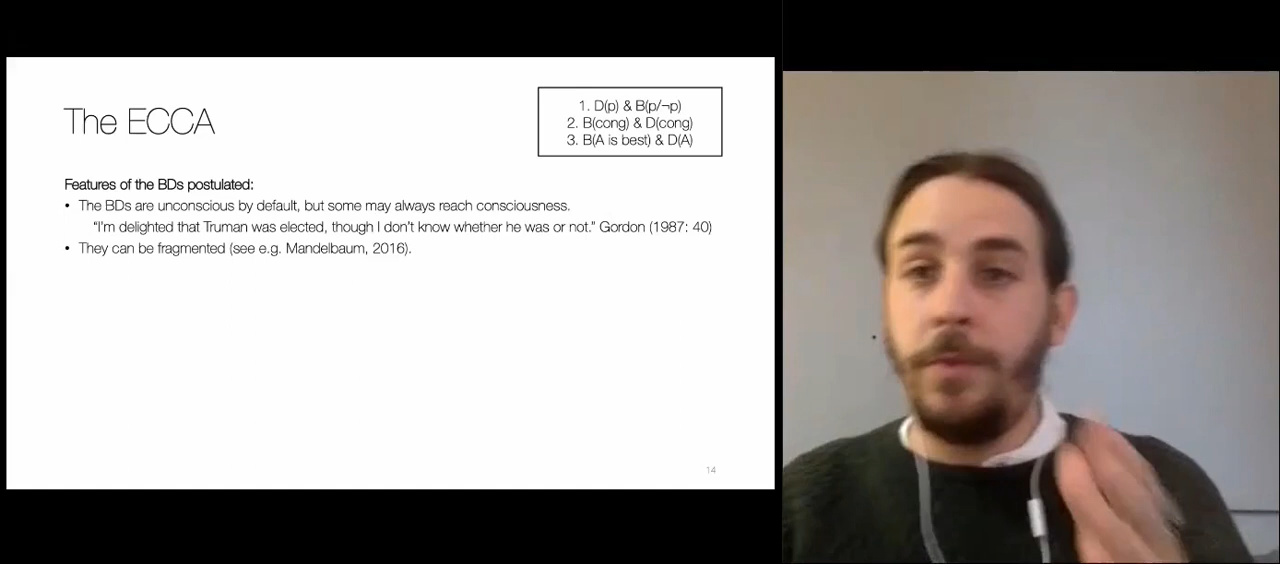 The ECCA
1. D(p) & B(p/¬p)
2. B(cong) & D(cong)
3. B(A is best) & D(A)
Features of the BDs postulated:
• The BDs are unconscious by default, but some may always reach consciousness.
“I’m delighted that Truman was elected, though I don’t know whether he was or not.” Gordon (1987: 40)
• They can be fragmented (see e.g. Mandelbaum, 2016).
14